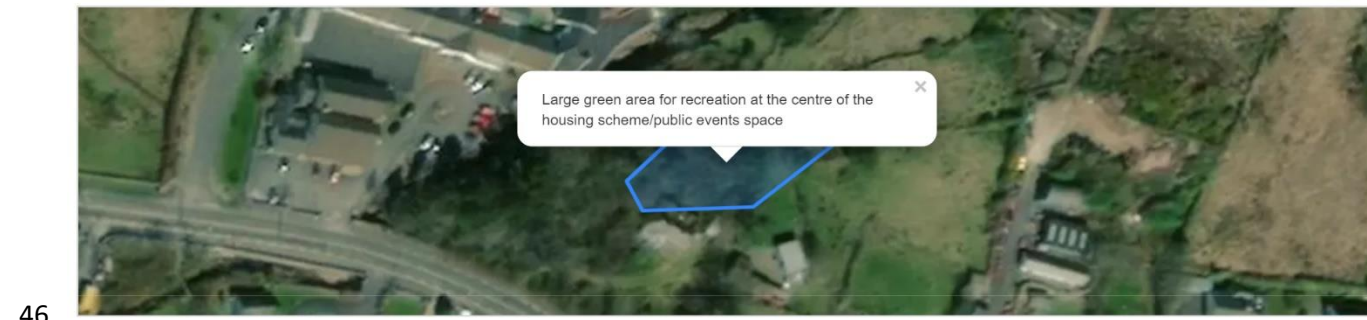 Large green area for recreation at the centre of the
housing scheme/public events space
46